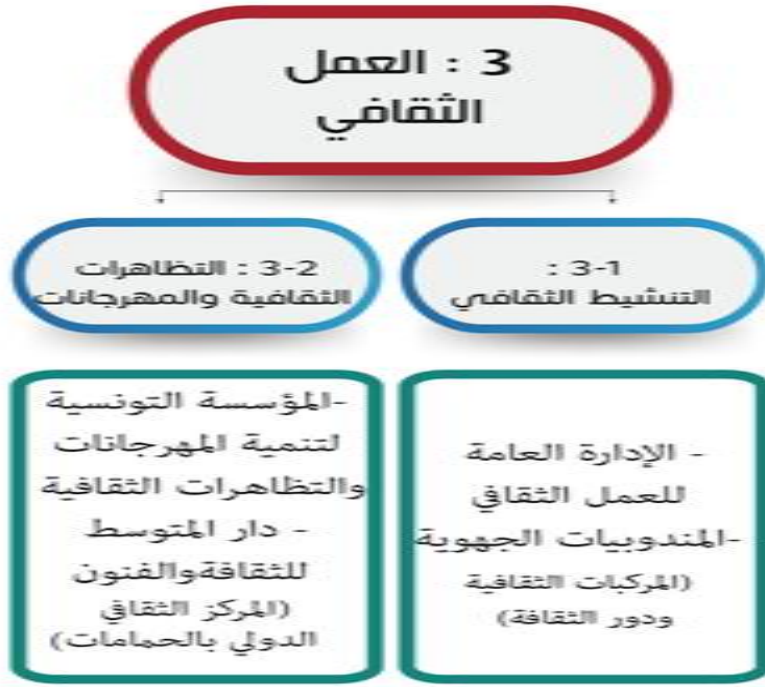 3 : العمل
الثقافي
3-1 :
التنشيط الثقافي
3-2 : التظاهرات
الثقافية والمهرجانات
- الإدارة العامة
للعمل الثقافي
-المندوبيات الجهوية
(المركبات الثقافية
ودور الثقافة)
-المؤسسة التونسية
لتنمية المهرجانات
والتظاهرات الثقافية
- دار المتوسط
للثقافةوالفنون
(المركز الثقافي
الدولي بالحمامات)